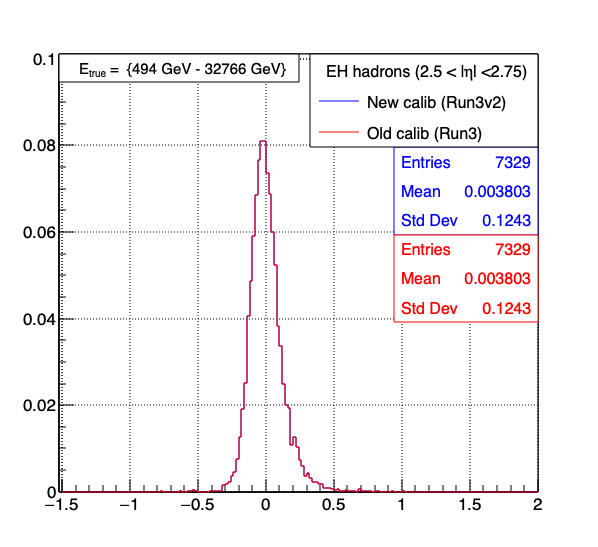 0.1
E_true = {494 GeV - 32766 GeV}
EH hadrons (2.5 < |η| <2.75)
New calib (Run3v2)
Old calib (Run3)
0.08
Entries 7329
Mean 0.003803
Std Dev 0.1243
0.06
Entries 7329
Mean 0.003803
Std Dev 0.1243
0.04
0.02
0
−1.5 −1 −0.5 0 0.5 1 1.5 2